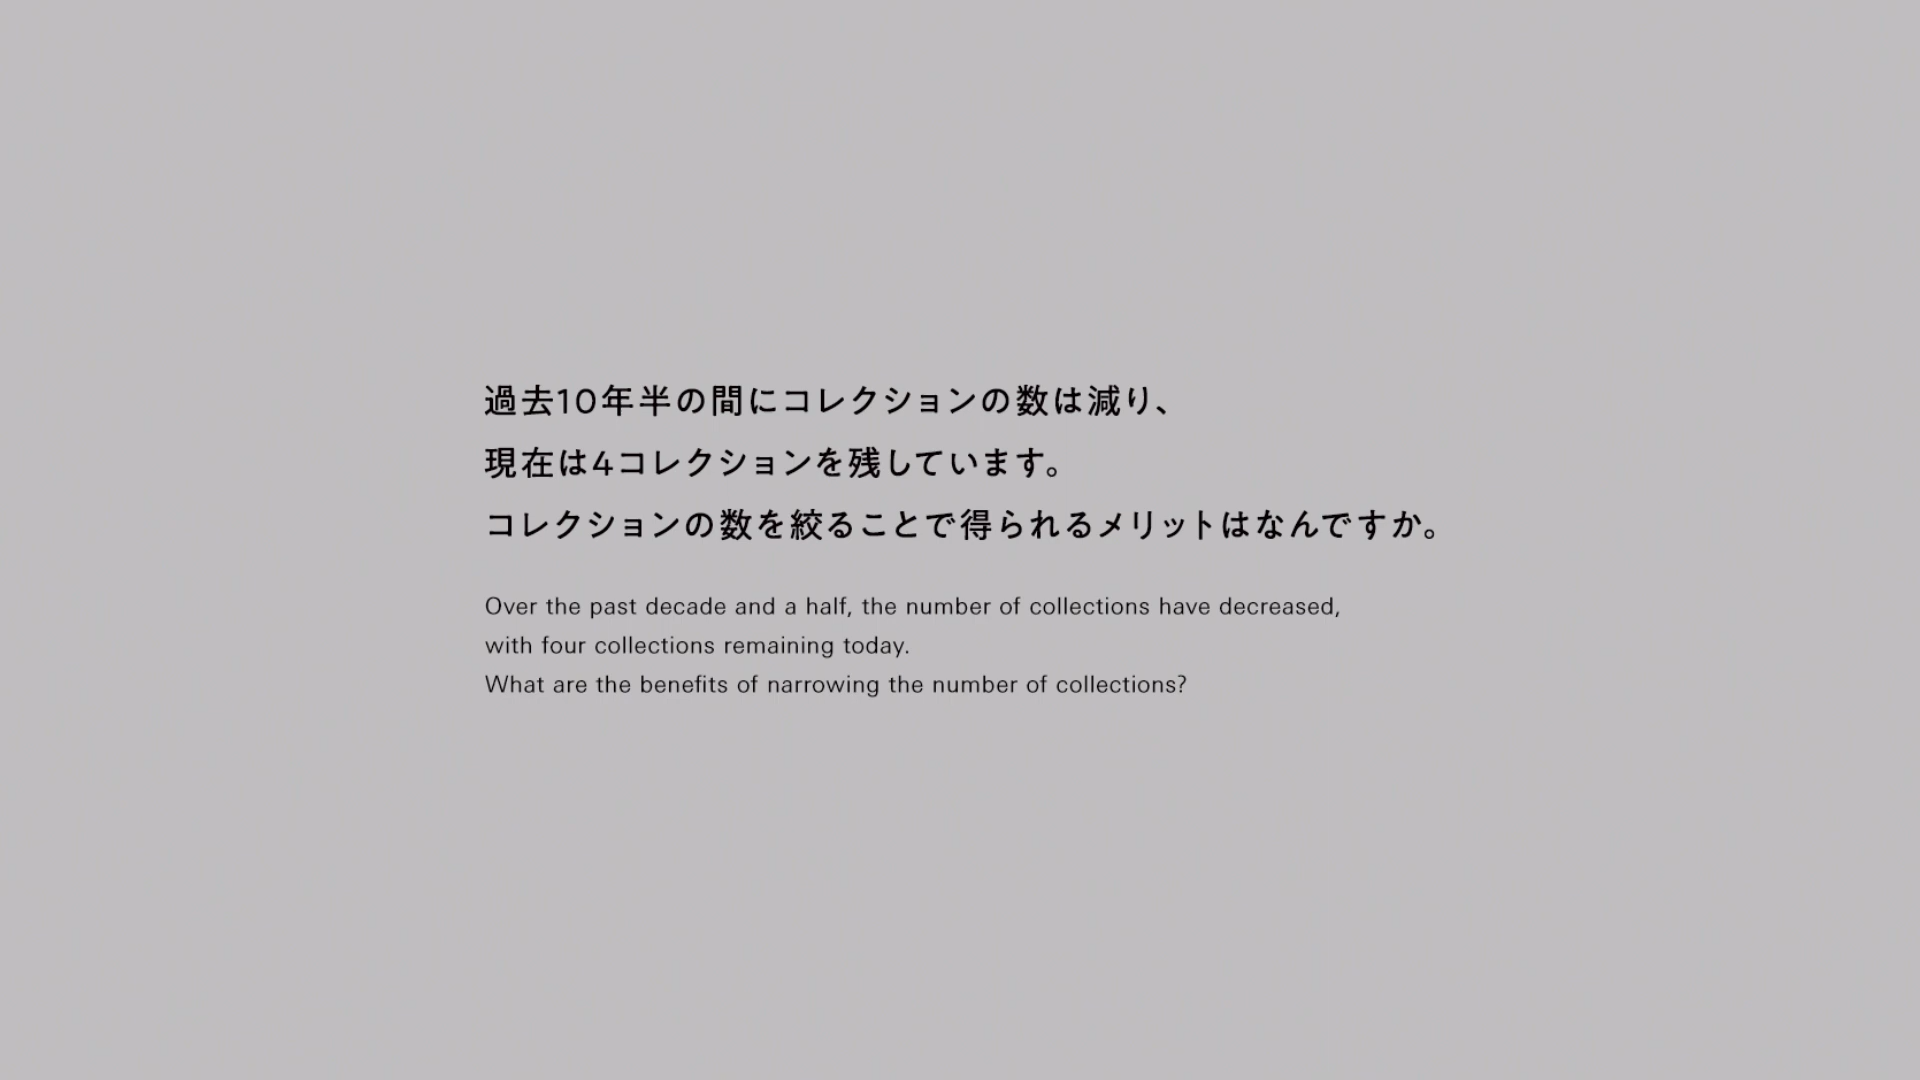 過去10年半の間にコレクションの数は減り、
現在は4コレクションを残しています。
コレクションの数を絞ることで得られるメリットはなんですか。
Over the past decade and a half, the number of collections have decreased,
with four collections remaining today.
What are the benefits of narrowing the number of collections?